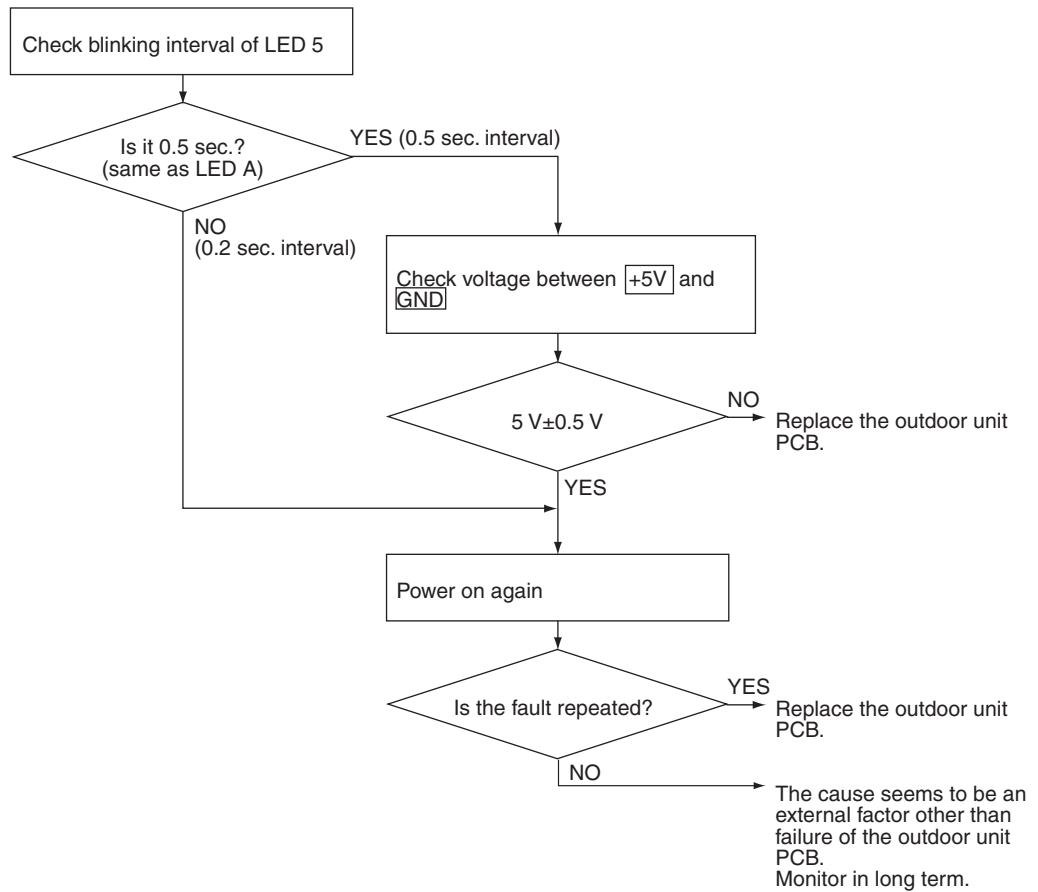 Check blinking interval of LED 5
Is it 0.5 sec.?
(same as LED A)
YES (0.5 sec. interval)
NO
(0.2 sec. interval)
Check voltage between +5V and
GND
5 V±0.5 V
NO
Replace the outdoor unit
PCB.
YES
Power on again
Is the fault repeated?
YES
Replace the outdoor unit
PCB.
NO
The cause seems to be an
external factor other than
failure of the outdoor unit
PCB.
Monitor in long term.